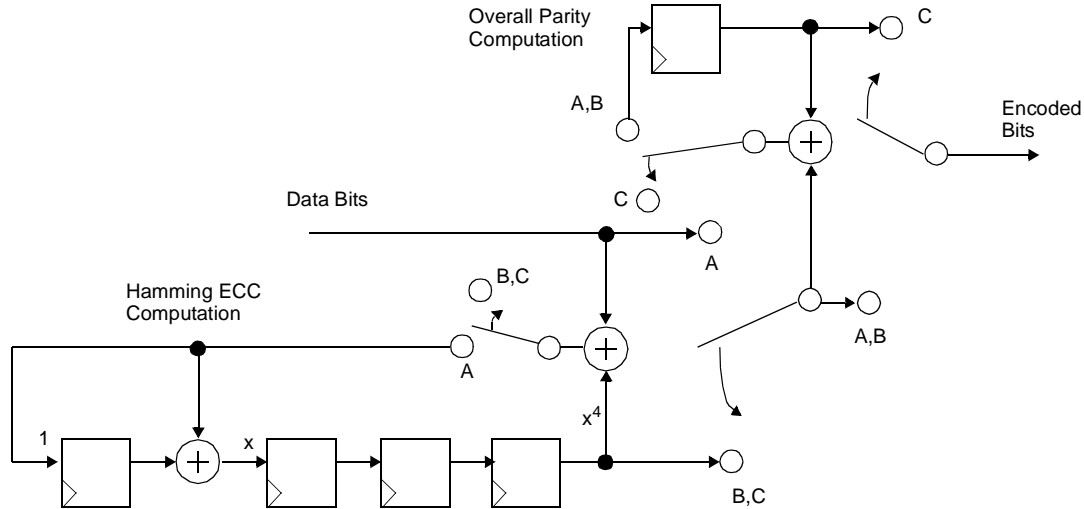 Overall Parity
Computation
C
A,B
Encoded
Bits
C
Data Bits
A
B,C
Hamming ECC
Computation
A,B
A
x4
1
x
B,C